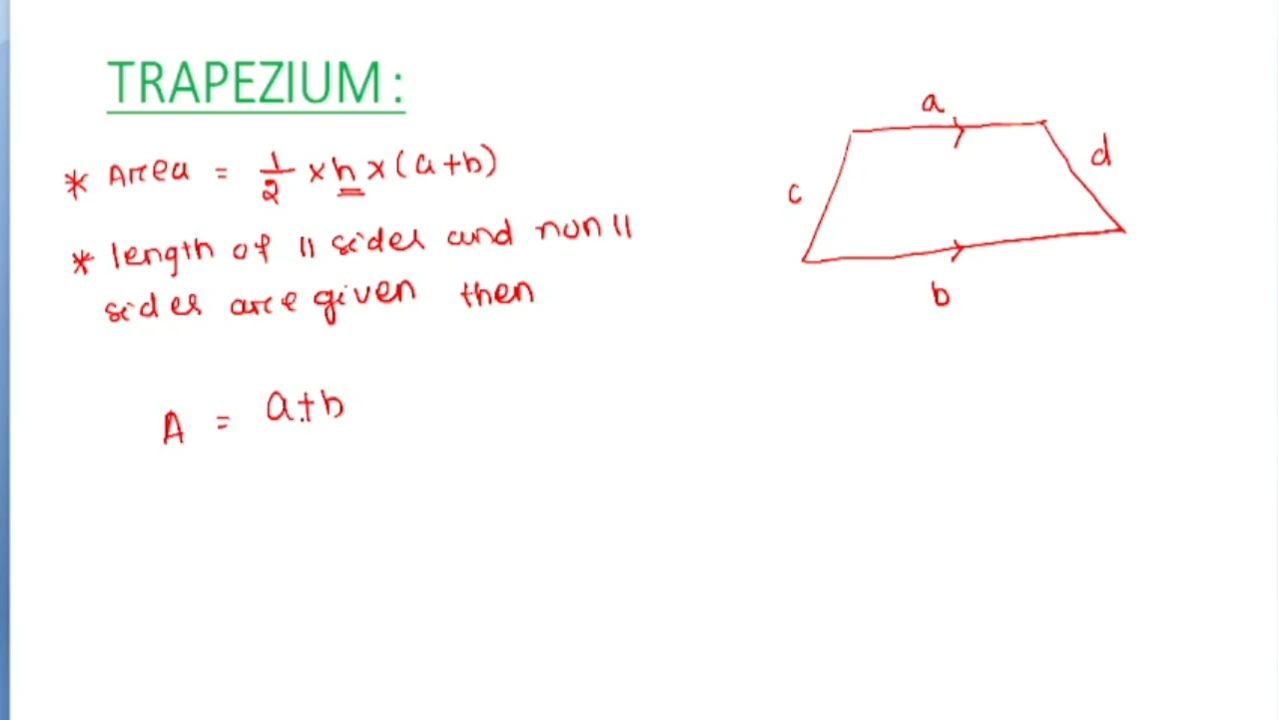 TRAPEZIUM :
* Area = 1/2 × h × (a+b)
* length of || sides and non ||
sides are given then
A = a+b
a
c
d
b